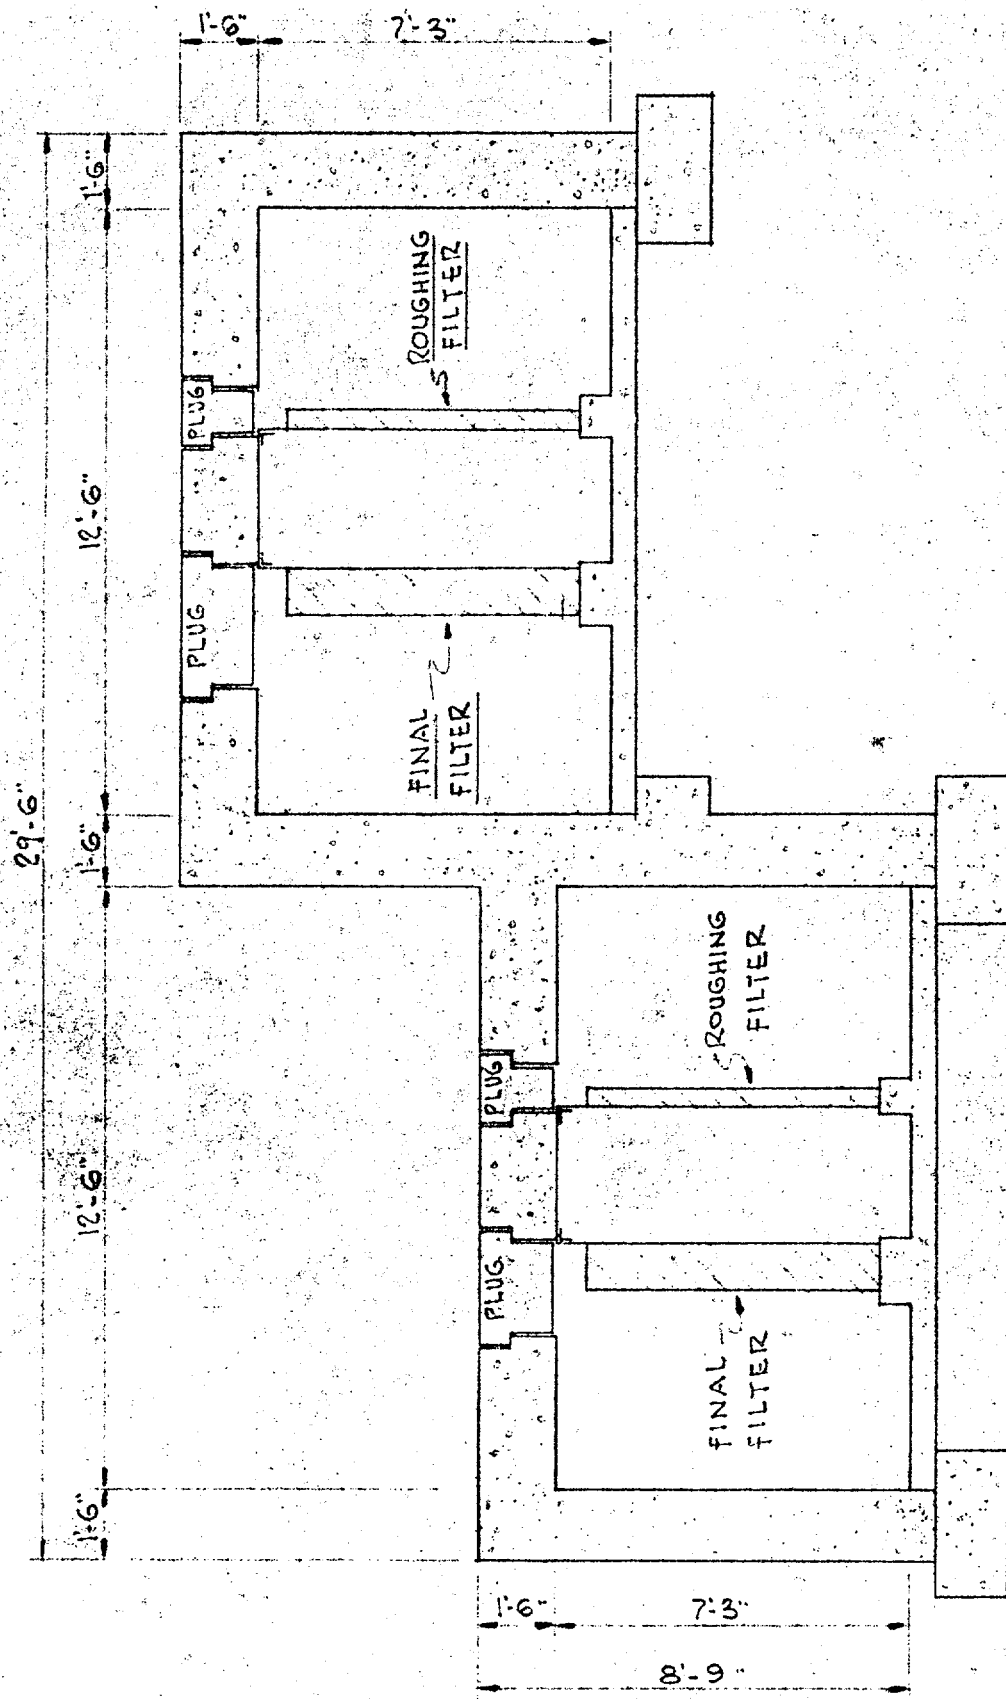 1'-6"
7'-3"
29'-6"
1'-6"
12'-6"
1'-6"
12'-6"
1'-6"
PLUG
PLUG
ROUGHING
FILTER
FINAL
FILTER
PLUG
PLUG
ROUGHING
FILTER
FINAL
FILTER
1'-6"
7'-3"
8'-9"